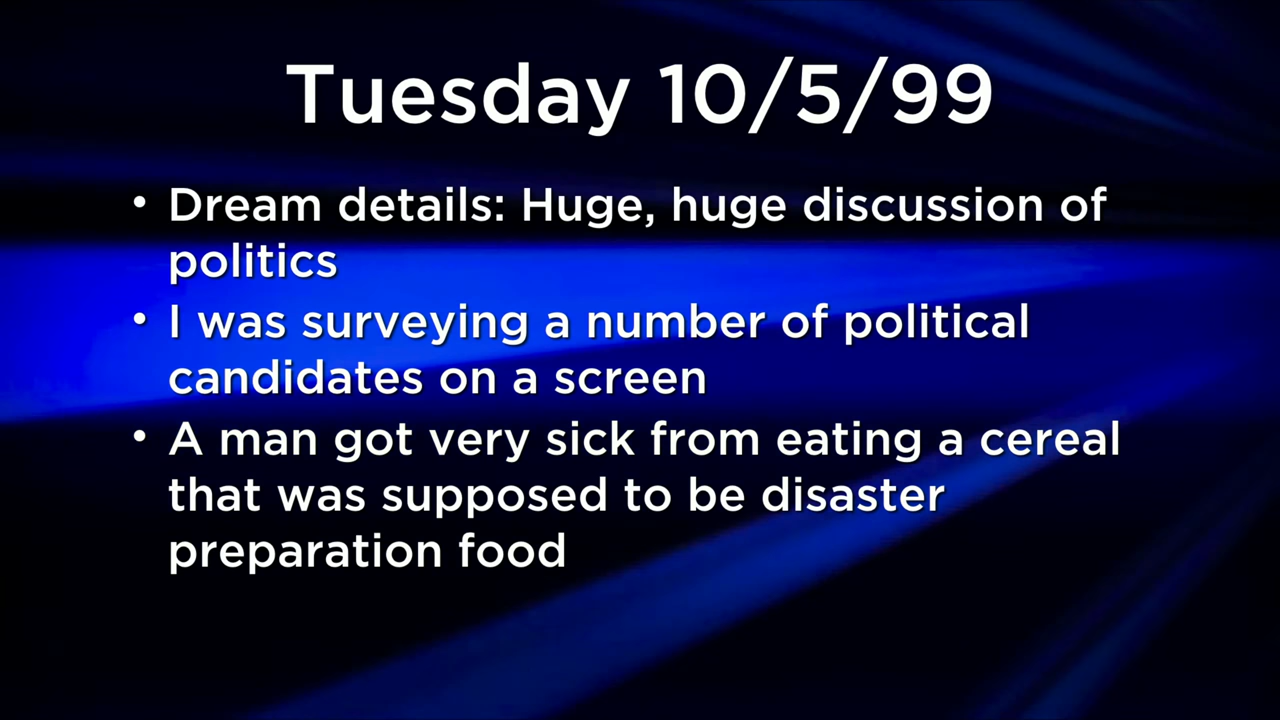 Tuesday 10/5/99
• Dream details: Huge, huge discussion of
politics
• I was surveying a number of political
candidates on a screen
• A man got very sick from eating a cereal
that was supposed to be disaster
preparation food